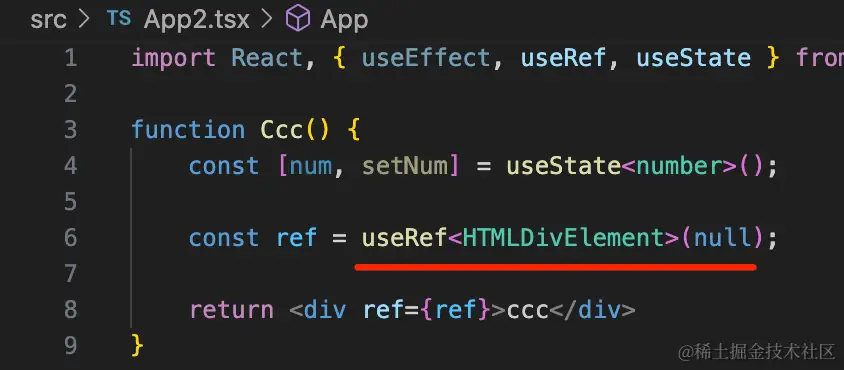 src > TS App2.tsx > App
1 import React, { useEffect, useRef, useState } from
2
3 function Ccc() {
4     const [num, setNum] = useState<number>();
5
6     const ref = useRef<HTMLDivElement>(null);
7
8     return <div ref={ref}>ccc</div>
9 }
@稀土掘金技术社区